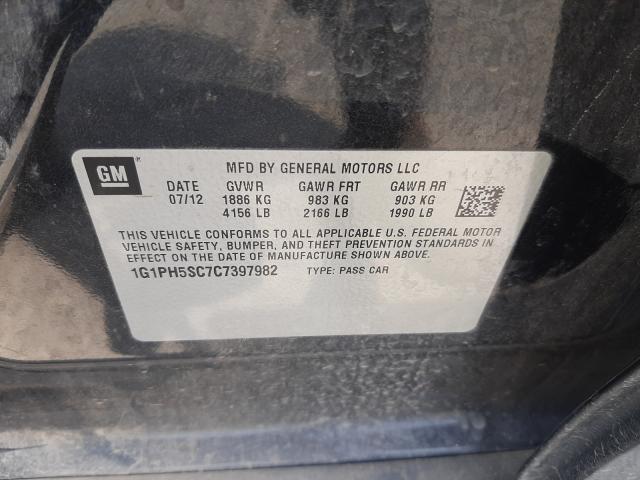 GM
MFD BY GENERAL MOTORS LLC
DATE GVWR GAWR FRT GAWR RR
07/12 1886 KG 983 KG 903 KG
4156 LB 2166 LB 1990 LB
THIS VEHICLE CONFORMS TO ALL APPLICABLE U.S. FEDERAL MOTOR
VEHICLE SAFETY, BUMPER, AND THEFT PREVENTION STANDARDS IN
EFFECT ON THE DATE OF MANUFACTURE SHOWN ABOVE.
1G1PH5SC7C7397982 TYPE: PASS CAR